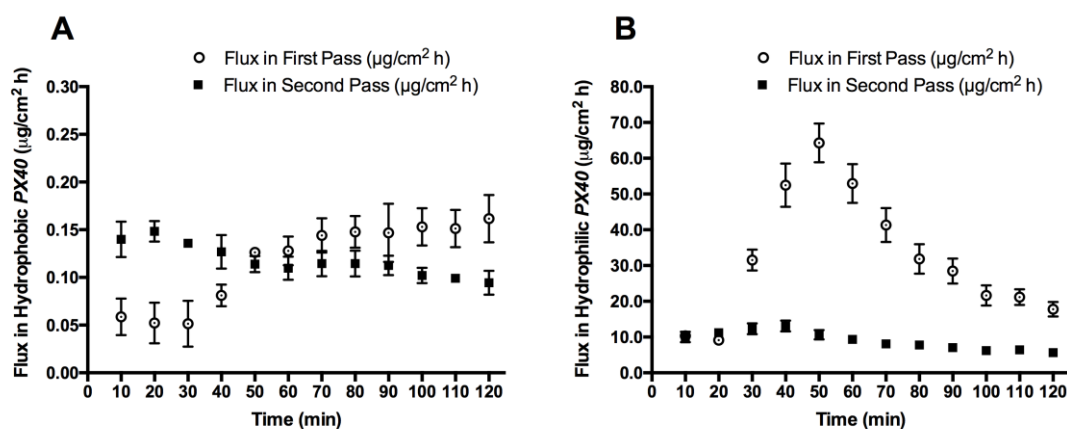 A
Flux in First Pass (µg/cm² h)
Flux in Second Pass (µg/cm² h)
Flux in Hydrophobic PX40 (µg/cm² h)
0.30
0.25
0.20
0.15
0.10
0.05
0.00
0 10 20 30 40 50 60 70 80 90 100 110 120
Time (min)
B
Flux in First Pass (µg/cm² h)
Flux in Second Pass (µg/cm² h)
Flux in Hydrophilic PX40 (µg/cm² h)
80.0
70.0
60.0
50.0
40.0
30.0
20.0
10.0
0.0
0 10 20 30 40 50 60 70 80 90 100 110 120
Time (min)